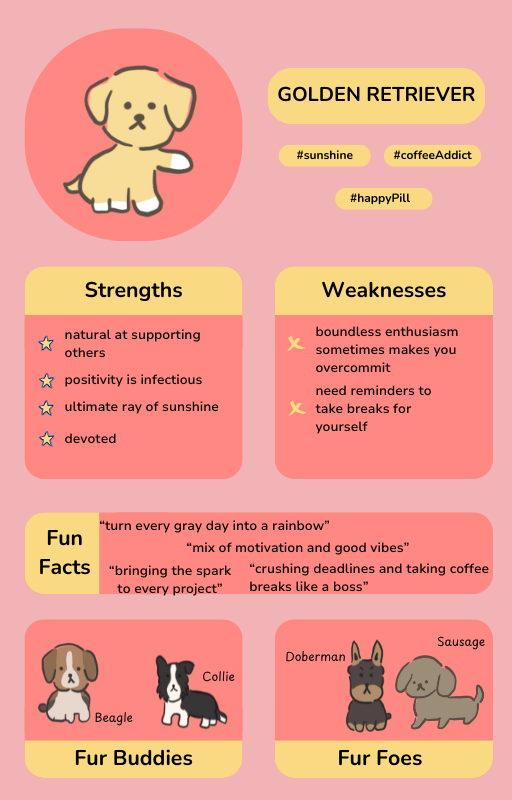 GOLDEN RETRIEVER
#sunshine
#coffeeAddict
#happyPill
Strengths
natural at supporting
others
positivity is infectious
ultimate ray of sunshine
devoted
Weaknesses
boundless enthusiasm
sometimes makes you
overcommit
need reminders to
take breaks for
yourself
Fun
Facts
“turn every gray day into a rainbow”
“mix of motivation and good vibes”
“bringing the spark
to every project”
“crushing deadlines and taking coffee
breaks like a boss”
Beagle
Collie
Fur Buddies
Doberman
Sausage
Fur Foes